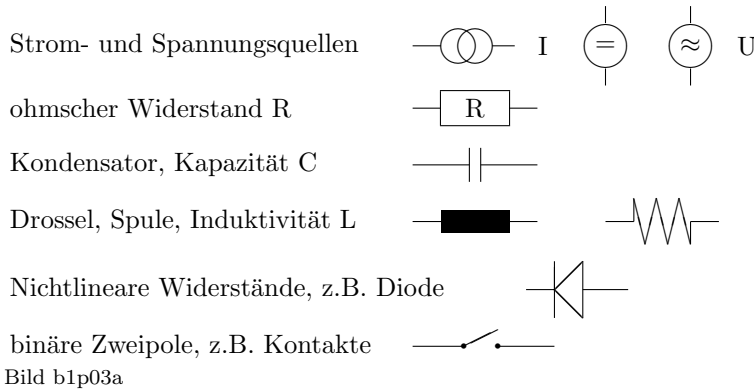 Strom- und Spannungsquellen I = ≈ U
ohmscher Widerstand R R
Kondensator, Kapazität C
Drossel, Spule, Induktivität L
Nichtlineare Widerstände, z.B. Diode
binäre Zweipole, z.B. Kontakte
Bild b1p03a